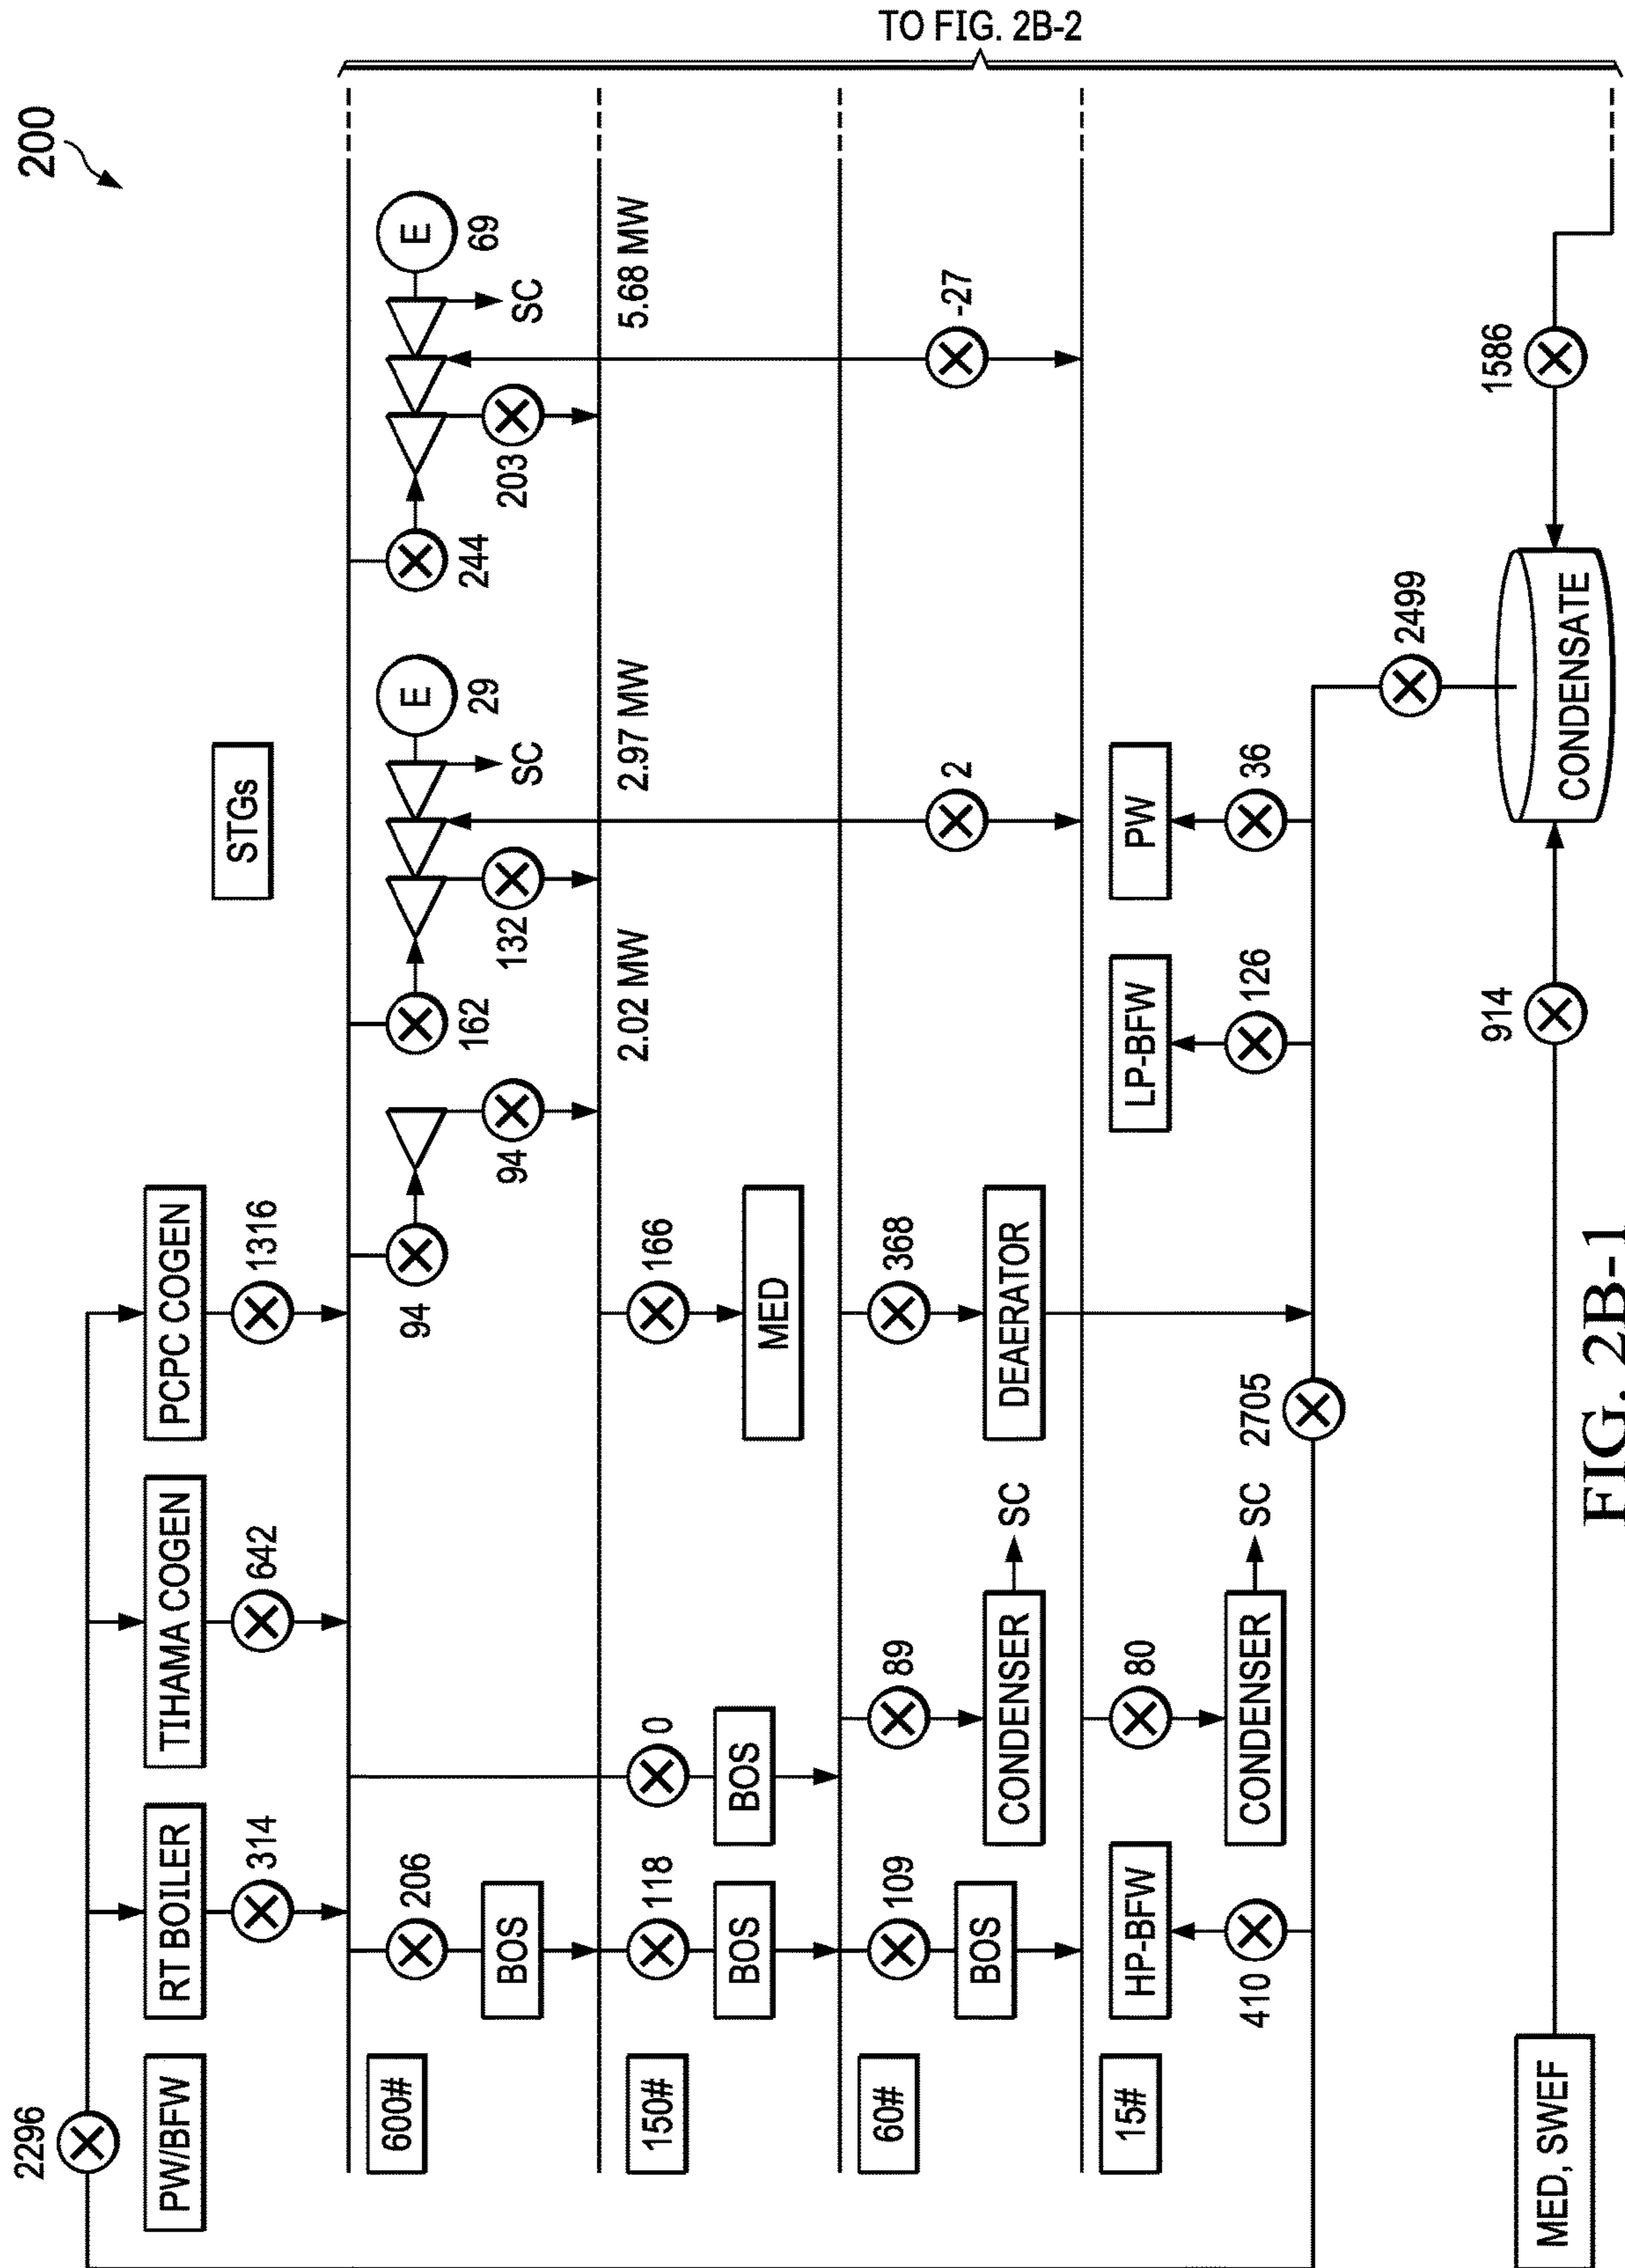 TO FIG. 2B-2
200
2296
PW/BFW
RT BOILER
TIHAMA COGEN
PCPC COGEN
STGs
314
642
1316
600#
206
BOS
94
94
162
132
SC
E
29
244
203
SC
E
69
150#
118
BOS
0
BOS
166
MED
2.02 MW
2.97 MW
5.68 MW
60#
109
BOS
89
CONDENSER
SC
368
DEAERATOR
2
-27
15#
HP-BFW
410
80
CONDENSER
SC
2705
LP-BFW
126
PW
36
2499
MED, SWEF
914
CONDENSATE
1586
FIG. 2B-1